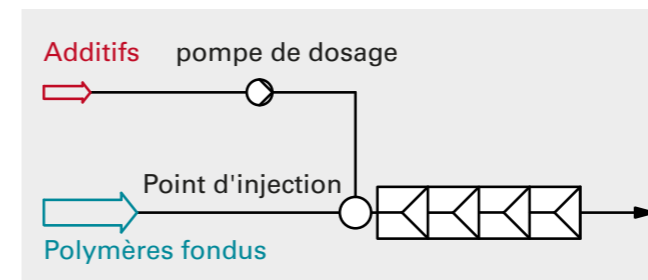 Additifs
pompe de dosage
Point d'injection
Polymères fondus